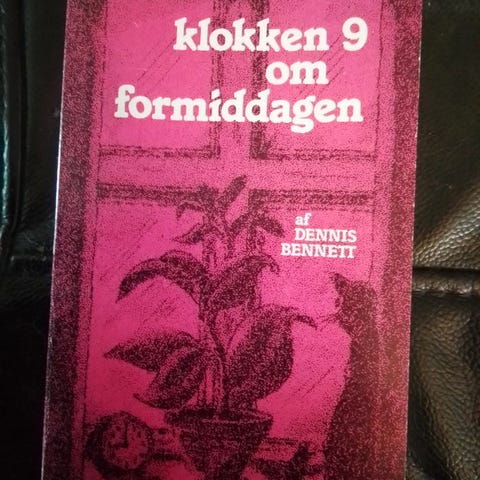 klokken 9
om
formiddagen
af
DENNIS
BENNETT